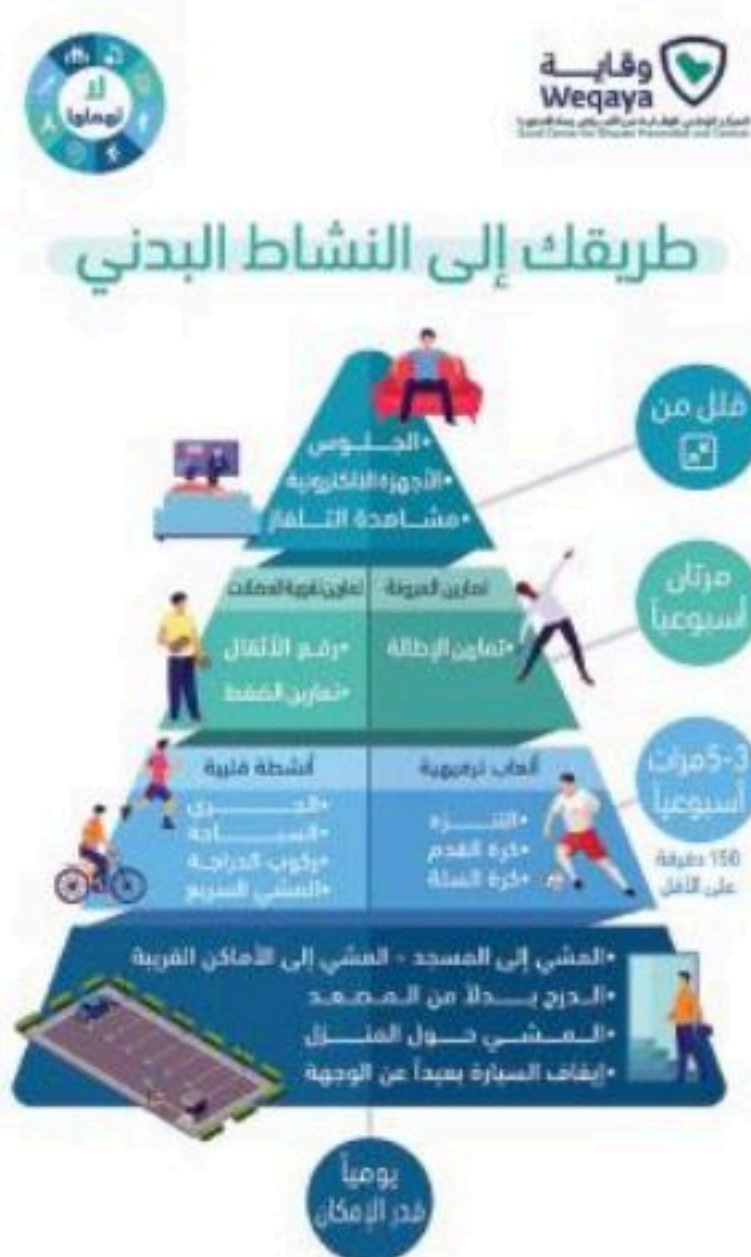 لا
تهملها
وقاية
Weqaya
طريقك إلى النشاط البدني
قلل من
•الجلوس
•الأجهزة الإلكترونية
•مشاهدة التلفاز
مرتان
أسبوعياً
تمارين المرونة
•تمارين الإطالة
تمارين تقوية العضلات
•رفع الأثقال
•تمارين الضغط
3-5 مرات
أسبوعياً
150 دقيقة
على الأقل
ألعاب ترفيهية
•التنزه
•كرة القدم
•كرة السلة
أنشطة قلبية
•الجري
•السباحة
•ركوب الدراجة
•المشي السريع
•المشي إلى المسجد - المشي إلى الأماكن القريبة
•الدرج بدلاً من المصعد
•المشي حول المنزل
•إيقاف السيارة بعيداً عن الوجهة
يومياً
قدر الإمكان